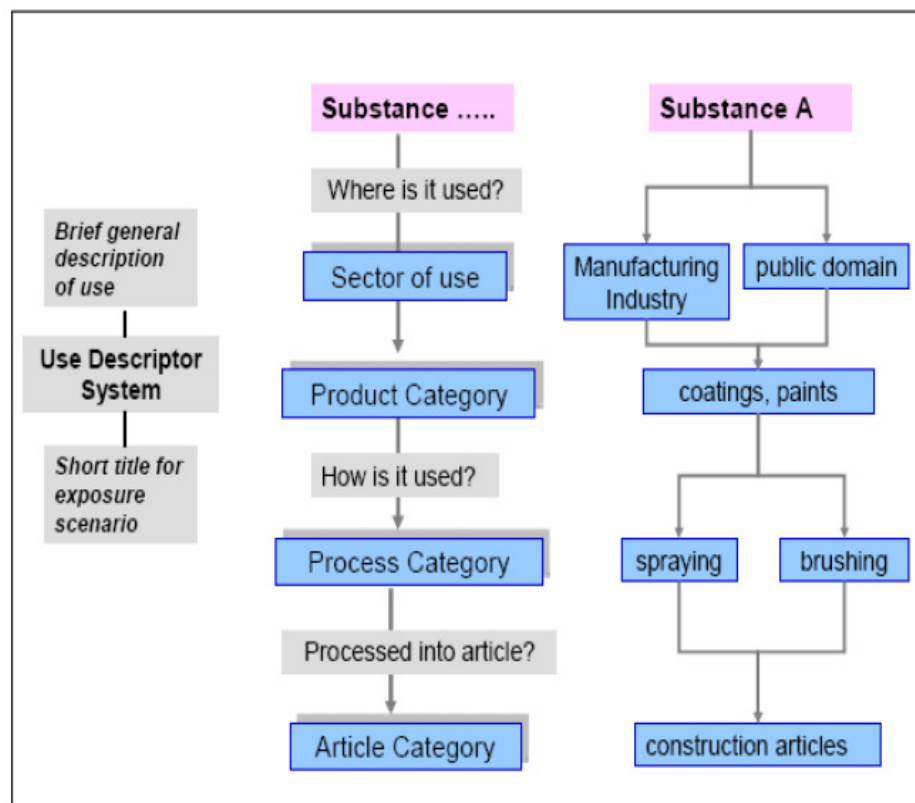 Brief general
description
of use
Use Descriptor
System
Short title for
exposure
scenario
Substance .....
Where is it used?
Sector of use
Product Category
How is it used?
Process Category
Processed into article?
Article Category
Substance A
Manufacturing
Industry
public domain
coatings, paints
spraying
brushing
construction articles